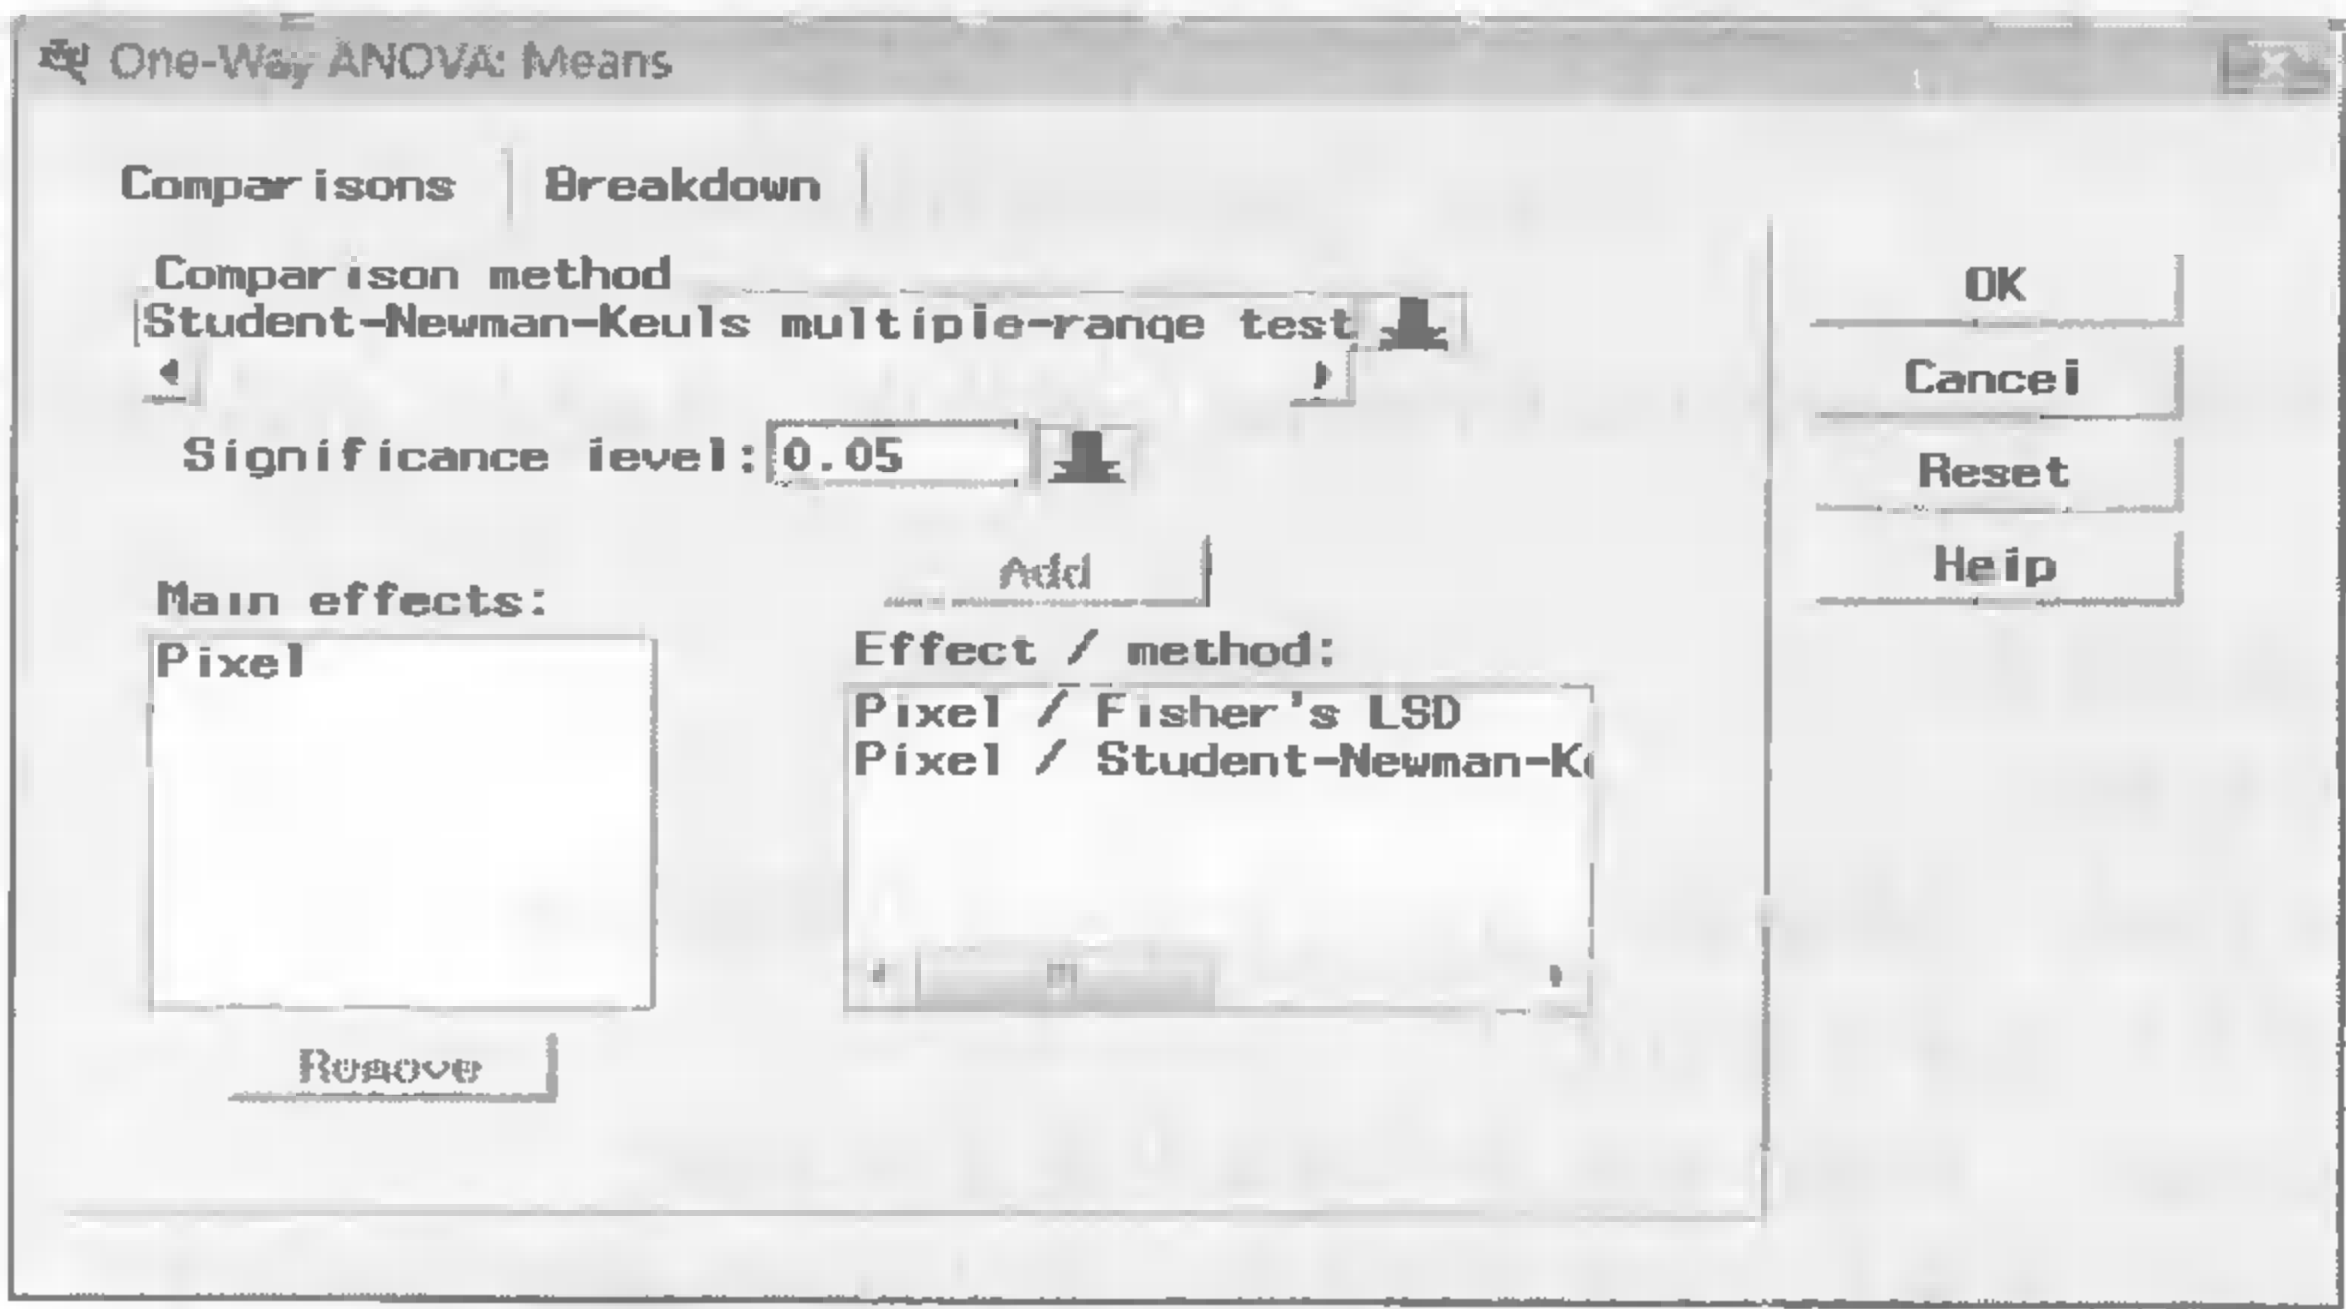 One-Way ANOVA: Means
Comparisons Breakdown
Comparison method
Student-Newman-Keuls multiple-range test
Significance level: 0.05
Add
Main effects:
Pixel
Effect / method:
Pixel / Fisher's LSD
Pixel / Student-Newman-K
Remove
OK
Cancel
Reset
Help